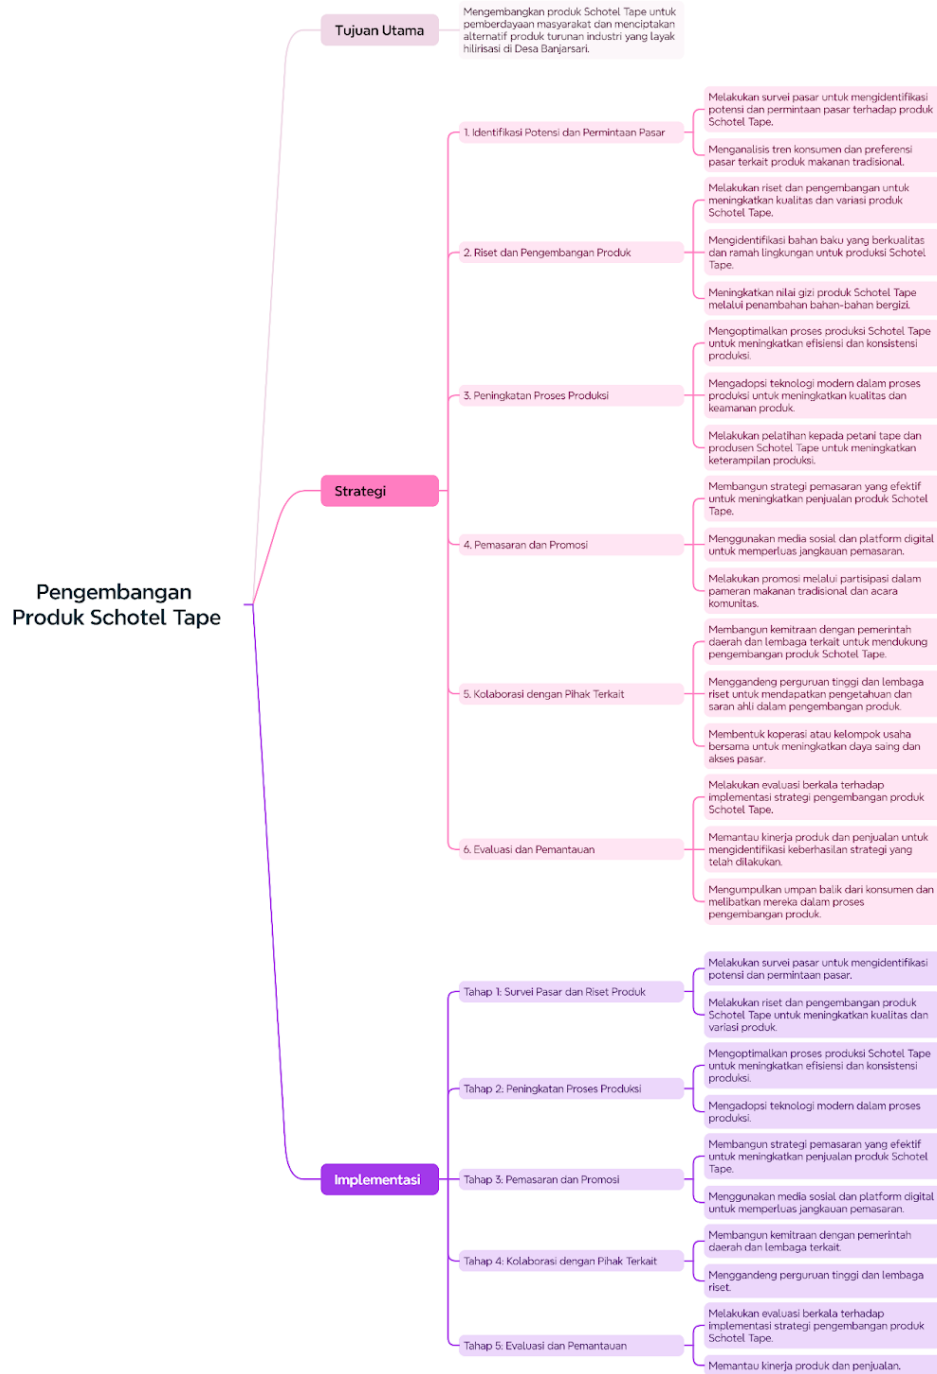 Pengembangan
Produk Schotel Tape
Tujuan Utama
Mengembangkan produk Schotel Tape untuk
pemberdayaan masyarakat dan menciptakan
alternatif produk turunan industri yang layak
hilirisasi di Desa Banjarsari.
Strategi
1. Identifikasi Potensi dan Permintaan Pasar
Melakukan survei pasar untuk mengidentifikasi
potensi dan permintaan pasar terhadap produk
Schotel Tape.
Menganalisis tren konsumen dan preferensi
pasar terkait produk makanan tradisional.
2. Riset dan Pengembangan Produk
Melakukan riset dan pengembangan untuk
meningkatkan kualitas dan variasi produk
Schotel Tape.
Mengidentifikasi bahan baku yang berkualitas
dan ramah lingkungan untuk produksi Schotel
Tape.
Meningkatkan nilai gizi produk Schotel Tape
melalui penambahan bahan-bahan bergizi.
3. Peningkatan Proses Produksi
Mengoptimalkan proses produksi Schotel Tape
untuk meningkatkan efisiensi dan konsistensi
produksi.
Mengadopsi teknologi modern dalam proses
produksi untuk meningkatkan kualitas dan
keamanan produk.
Melakukan pelatihan kepada petani tape dan
produsen Schotel Tape untuk meningkatkan
keterampilan produksi.
4. Pemasaran dan Promosi
Membangun strategi pemasaran yang efektif
untuk meningkatkan penjualan produk Schotel
Tape.
Menggunakan media sosial dan platform digital
untuk memperluas jangkauan pemasaran.
Melakukan promosi melalui partisipasi dalam
pameran makanan tradisional dan acara
komunitas.
5. Kolaborasi dengan Pihak Terkait
Membangun kemitraan dengan pemerintah
daerah dan lembaga terkait untuk mendukung
pengembangan produk Schotel Tape.
Menggandeng perguruan tinggi dan lembaga
riset untuk mendapatkan pengetahuan dan
saran ahli dalam pengembangan produk.
Membentuk koperasi atau kelompok usaha
bersama untuk meningkatkan daya saing dan
akses pasar.
6. Evaluasi dan Pemantauan
Melakukan evaluasi berkala terhadap
implementasi strategi pengembangan produk
Schotel Tape.
Memantau kinerja produk dan penjualan untuk
mengidentifikasi keberhasilan strategi yang
telah dilakukan.
Mengumpulkan umpan balik dari konsumen dan
melibatkan mereka dalam proses
pengembangan produk.
Implementasi
Tahap 1: Survei Pasar dan Riset Produk
Melakukan survei pasar untuk mengidentifikasi
potensi dan permintaan pasar.
Melakukan riset dan pengembangan produk
Schotel Tape untuk meningkatkan kualitas dan
variasi produk.
Tahap 2: Peningkatan Proses Produksi
Mengoptimalkan proses produksi Schotel Tape
untuk meningkatkan efisiensi dan konsistensi
produksi.
Mengadopsi teknologi modern dalam proses
produksi.
Tahap 3: Pemasaran dan Promosi
Membangun strategi pemasaran yang efektif
untuk meningkatkan penjualan produk Schotel
Tape.
Menggunakan media sosial dan platform digital
untuk memperluas jangkauan pemasaran.
Tahap 4: Kolaborasi dengan Pihak Terkait
Membangun kemitraan dengan pemerintah
daerah dan lembaga terkait.
Menggandeng perguruan tinggi dan lembaga
riset.
Tahap 5: Evaluasi dan Pemantauan
Melakukan evaluasi berkala terhadap
implementasi strategi pengembangan produk
Schotel Tape.
Memantau kinerja produk dan penjualan.